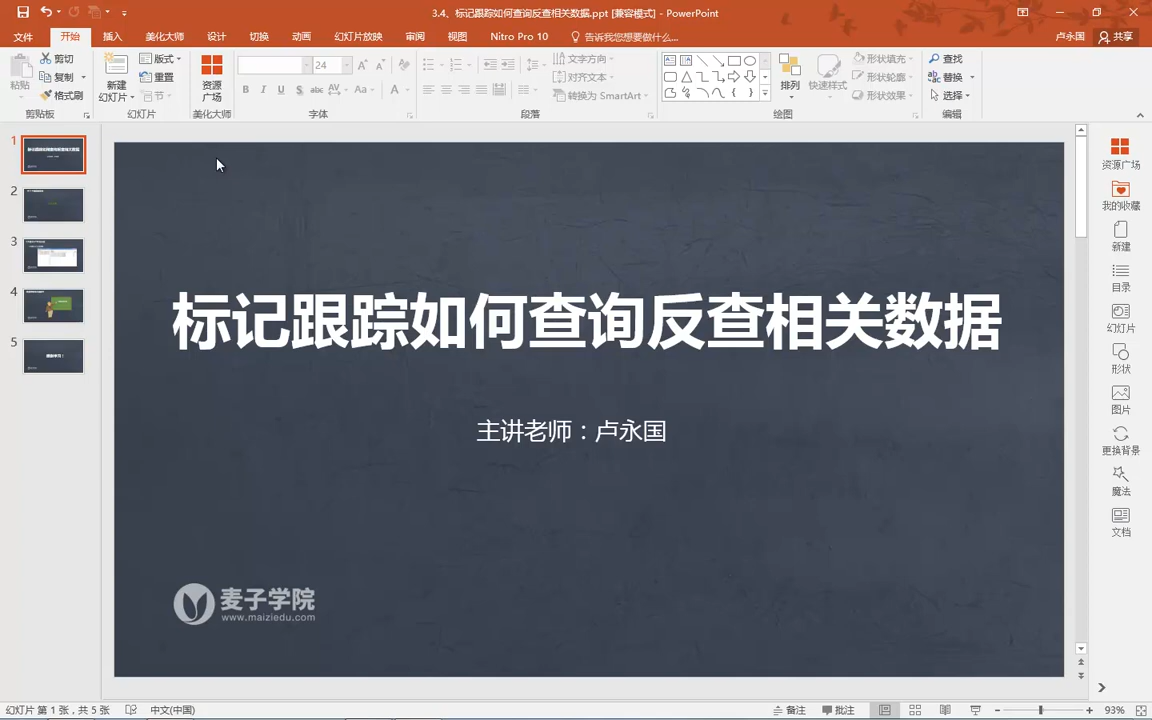 3.4、标记跟踪如何查询反查相关数据.ppt [兼容模式] - PowerPoint
文件 开始 插入 美化大师 设计 切换 动画 幻灯片放映 审阅 视图 Nitro Pro 10 告诉我您想要做什么... 卢永国 共享
粘贴 剪切 复制 格式刷 剪贴板
新建幻灯片 版式 重置 节 幻灯片
资源广场 美化大师
24 B I U S abc AV Aa A 字体
文字方向 对齐文本 转换为 SmartArt 段落
排列 快速样式 形状填充 形状轮廓 形状效果 绘图
查找 替换 选择 编辑
1
2
3
4
5
标记跟踪如何查询反查相关数据
主讲老师：卢永国
麦子学院
www.maiziedu.com
资源广场
我的收藏
新建
目录
幻灯片
形状
图片
更换背景
魔法
文档
幻灯片 第 1 张，共 5 张 中文(中国) 备注 批注 93%